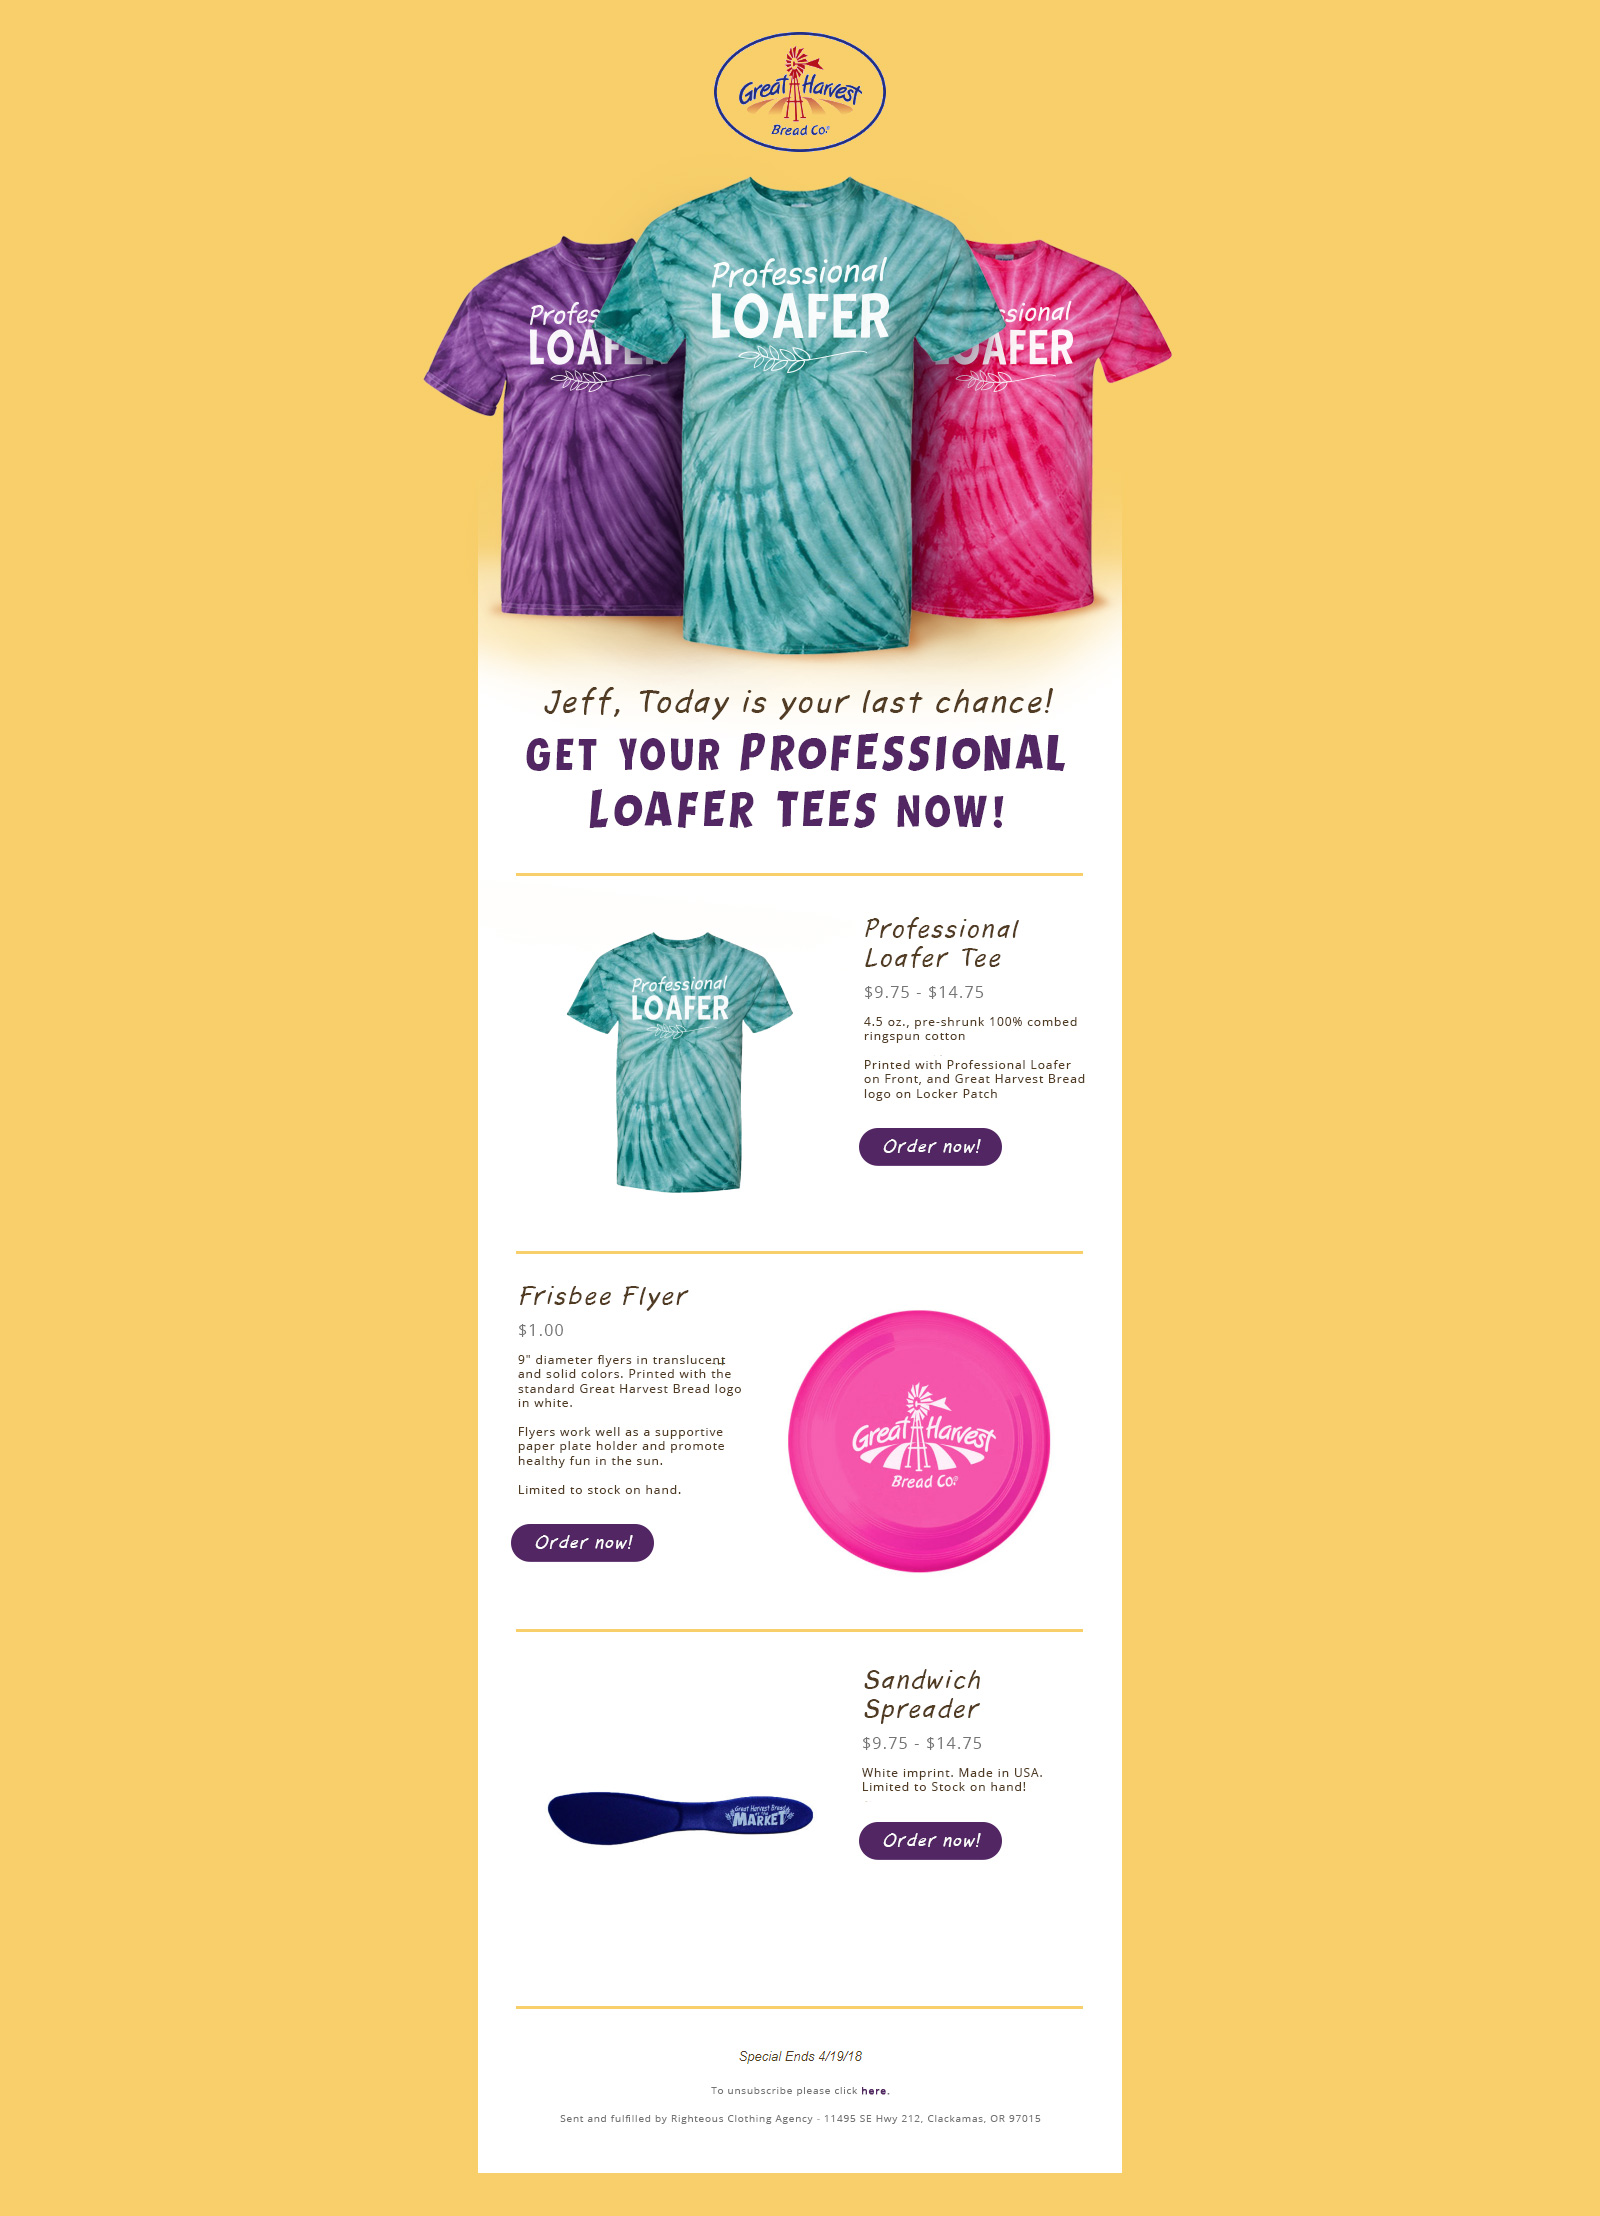 Great Harvest
Bread Co.®
Professional
LOAFER
Profes
LOAFER
ssional
LOAFER
Jeff, Today is your last chance!
GET YOUR PROFESSIONAL
LOAFER TEES NOW!
Professional
LOAFER
Professional
Loafer Tee
$9.75 - $14.75
4.5 oz., pre-shrunk 100% combed
ringspun cotton
Printed with Professional Loafer
on Front, and Great Harvest Bread
logo on Locker Patch
Order now!
Frisbee Flyer
$1.00
9" diameter flyers in translucent
and solid colors. Printed with the
standard Great Harvest Bread logo
in white.
Flyers work well as a supportive
paper plate holder and promote
healthy fun in the sun.
Limited to stock on hand.
Order now!
Great Harvest
Bread Co.®
Sandwich
Spreader
$9.75 - $14.75
White imprint. Made in USA.
Limited to Stock on hand!
Order now!
Great Harvest Bread
AT THE
MARKET
Special Ends 4/19/18
To unsubscribe please click here.
Sent and fulfilled by Righteous Clothing Agency - 11495 SE Hwy 212, Clackamas, OR 97015